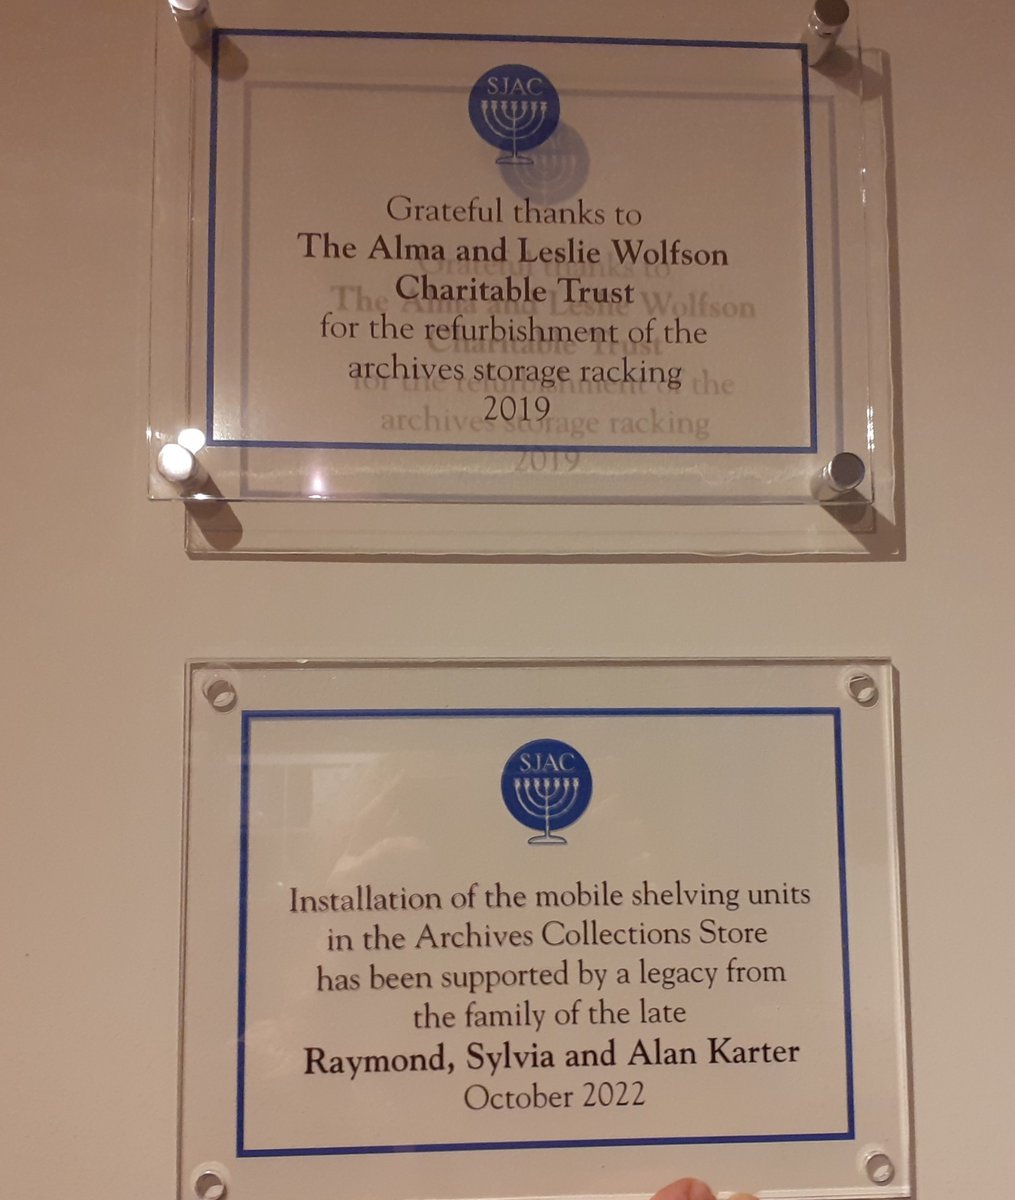 SJAC
Grateful thanks to
The Alma and Leslie Wolfson
Charitable Trust
for the refurbishment of the
archives storage racking
2019
SJAC
Installation of the mobile shelving units
in the Archives Collections Store
has been supported by a legacy from
the family of the late
Raymond, Sylvia and Alan Karter
October 2022